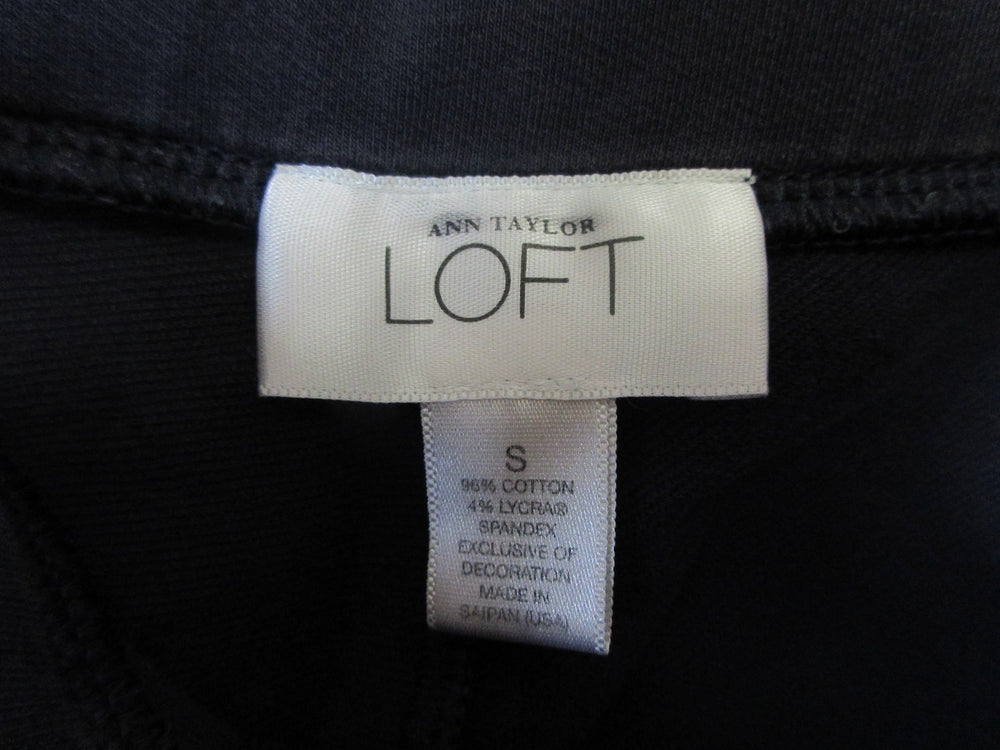 ANN TAYLOR
LOFT
S
96% COTTON
4% LYCRA®
SPANDEX
EXCLUSIVE OF
DECORATION
MADE IN
SAIPAN (USA)